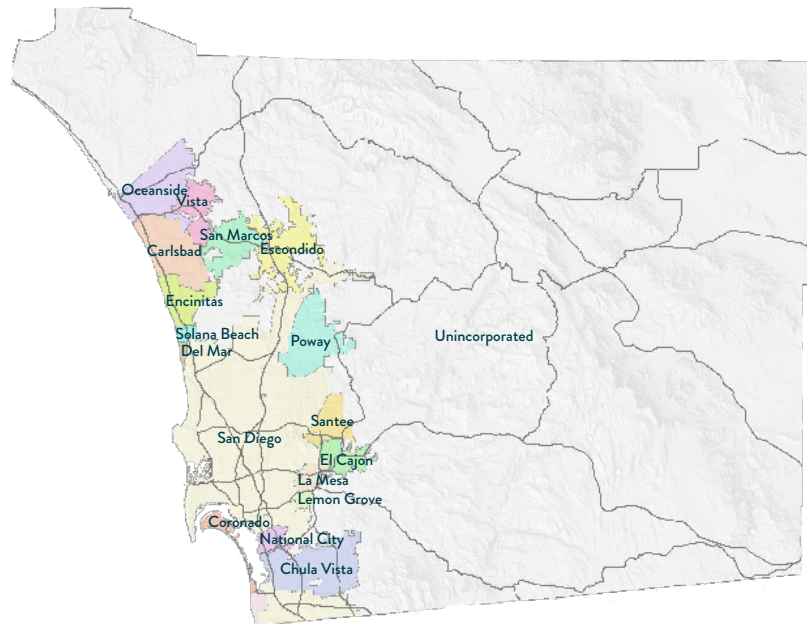 Oceanside
Vista
San Marcos
Carlsbad
Escondido
Encinitas
Solana Beach
Del Mar
Poway
Unincorporated
Santee
San Diego
El Cajon
La Mesa
Lemon Grove
Coronado
National City
Chula Vista